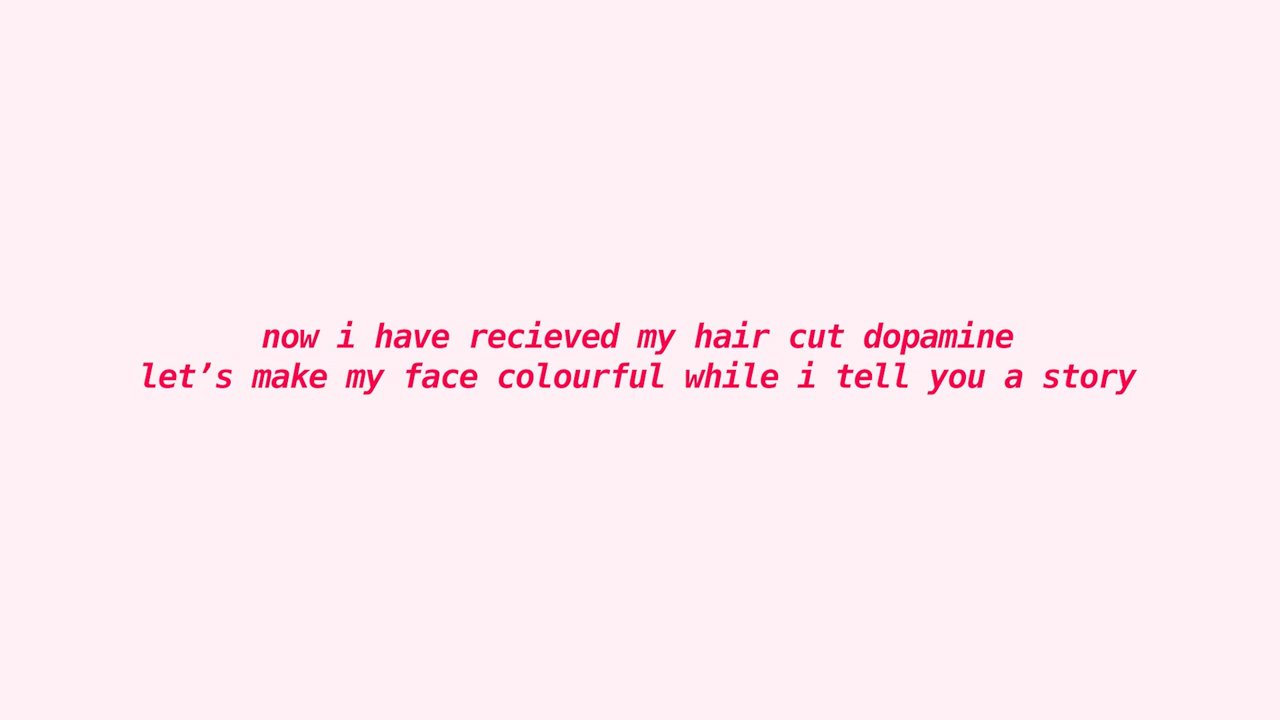 now i have recieved my hair cut dopamine
let’s make my face colourful while i tell you a story